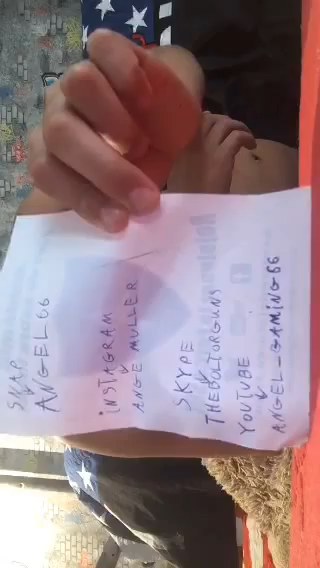 SNAP
ANGEL66
INSTAGRAM
ANGE MULLER
SKYPE
THEBOLTORGUNS
YOUTUBE
ANGEL-GAMING66